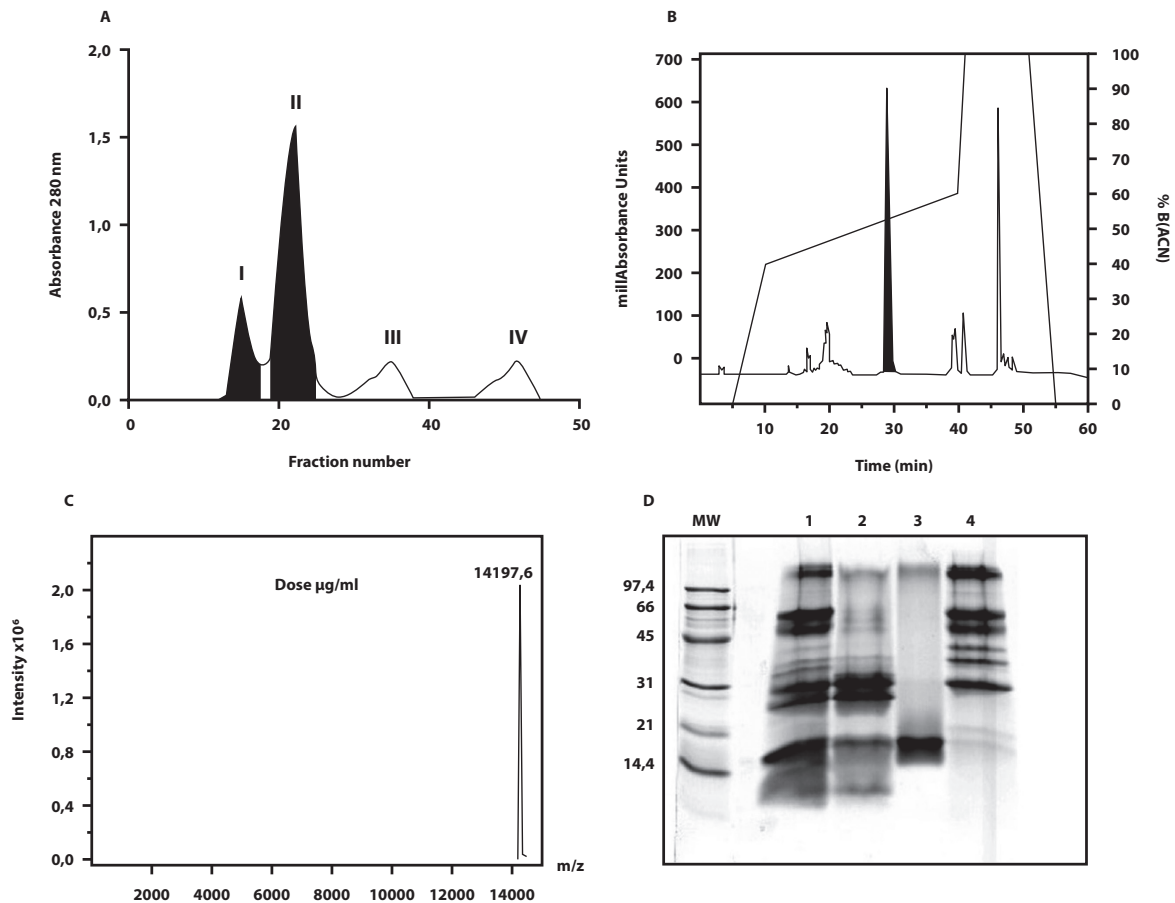 A
2,0
1,5
1,0
0,5
0,0
Absorbance 280 nm
I
II
III
IV
0 20 40 50
Fraction number
B
700
600
500
400
300
200
100
0
millAbsorbance Units
100
90
80
70
60
50
40
30
20
10
0
% B(ACN)
10 20 30 40 50 60
Time (min)
C
2,0
1,6
1,2
0,8
0,4
0,0
Intensity x10⁶
Dose µg/ml
14197,6
m/z
2000 4000 6000 8000 10000 12000 14000
D
MW 1 2 3 4
97,4
66
45
31
21
14,4